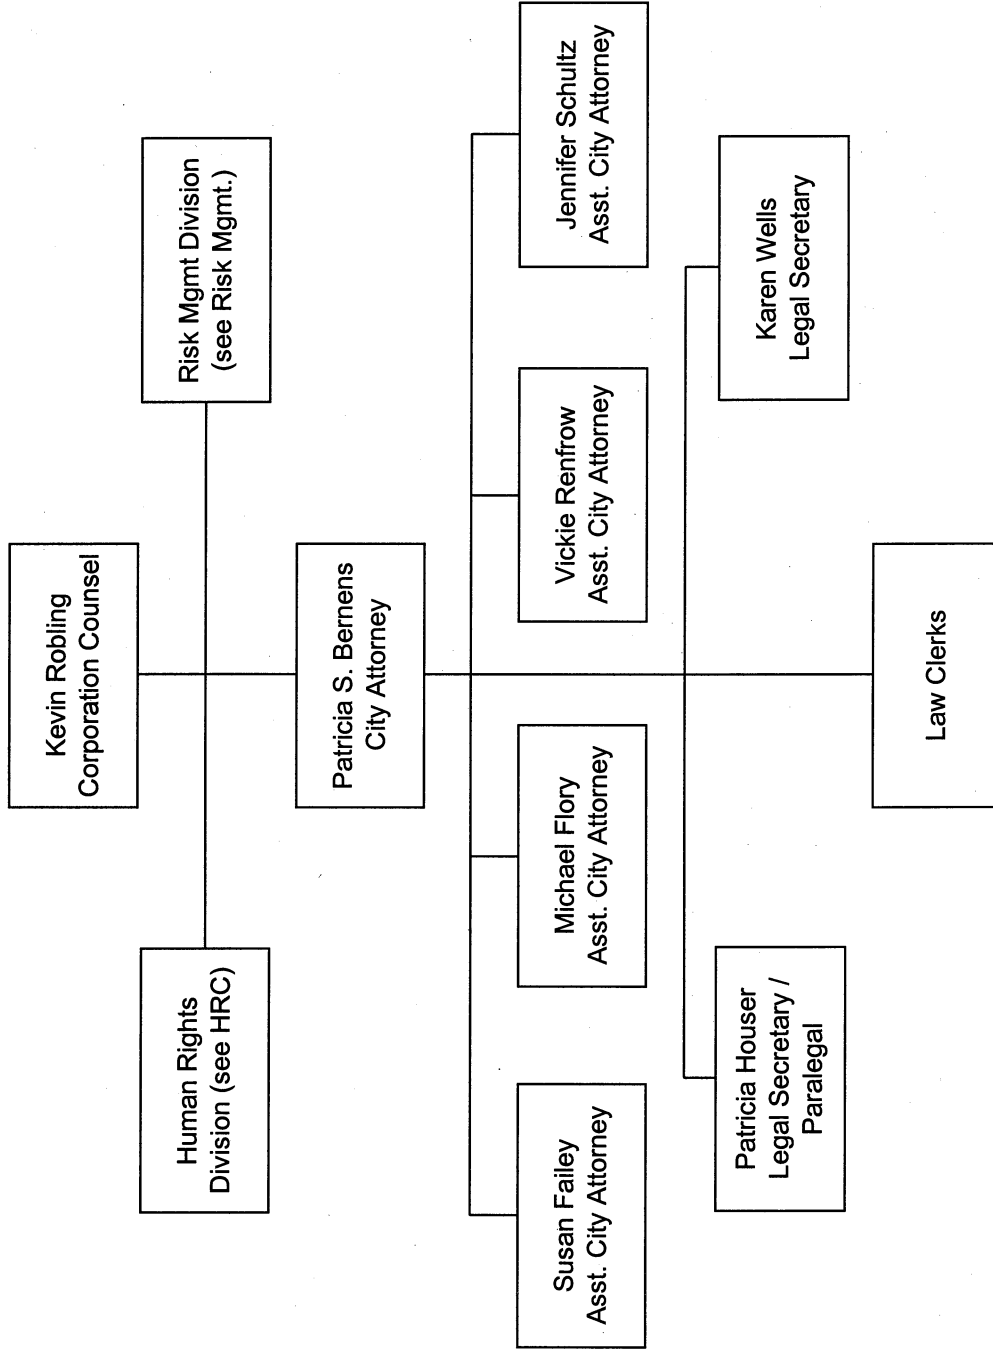 Kevin Robling
Corporation Counsel
Human Rights
Division (see HRC)
Risk Mgmt Division
(see Risk Mgmt.)
Patricia S. Bernens
City Attorney
Susan Failey
Asst. City Attorney
Michael Flory
Asst. City Attorney
Vickie Renfrow
Asst. City Attorney
Jennifer Schultz
Asst. City Attorney
Patricia Houser
Legal Secretary /
Paralegal
Karen Wells
Legal Secretary
Law Clerks